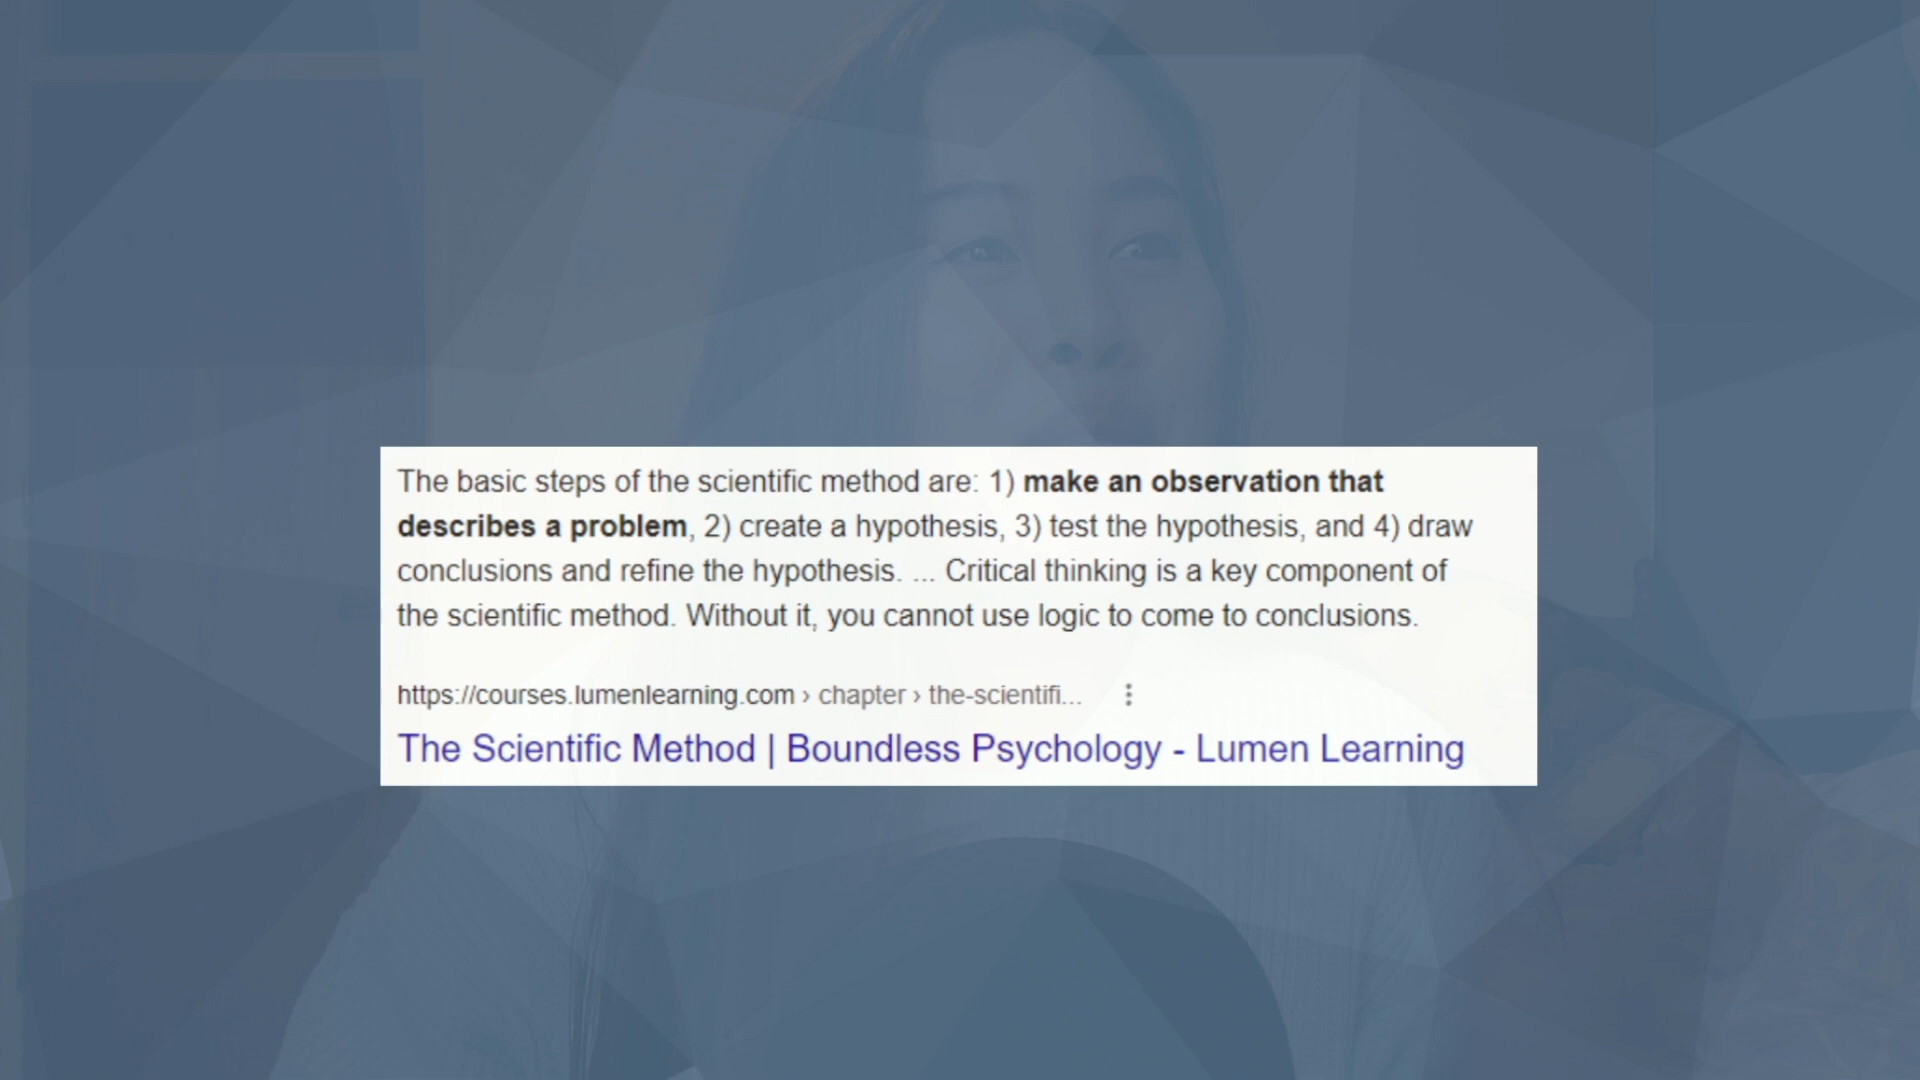 The basic steps of the scientific method are: 1) make an observation that
describes a problem, 2) create a hypothesis, 3) test the hypothesis, and 4) draw
conclusions and refine the hypothesis. ... Critical thinking is a key component of
the scientific method. Without it, you cannot use logic to come to conclusions.
https://courses.lumenlearning.com › chapter › the-scientifi...
The Scientific Method | Boundless Psychology - Lumen Learning